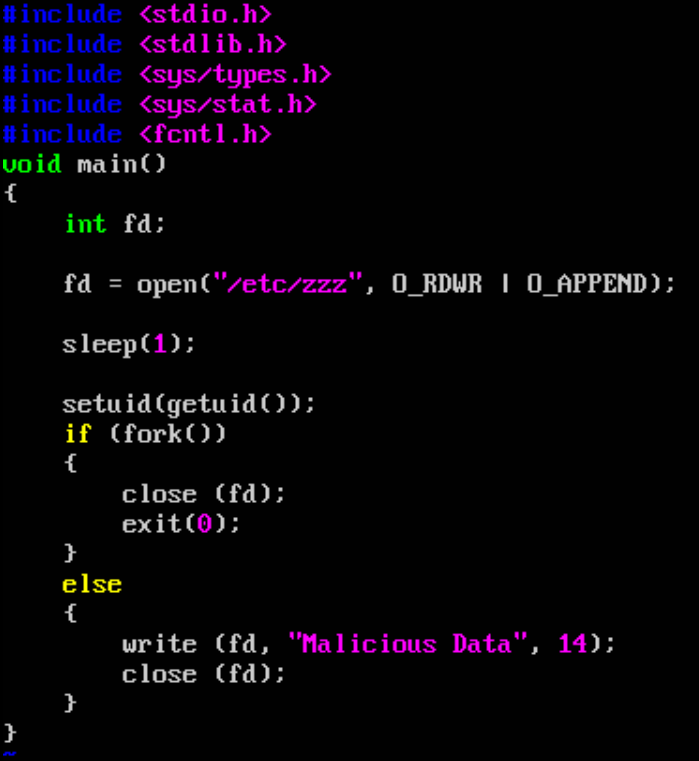 #include <stdio.h>
#include <stdlib.h>
#include <sys/types.h>
#include <sys/stat.h>
#include <fcntl.h>
void main()
{
int fd;
fd = open("/etc/zzz", O_RDWR | O_APPEND);
sleep(1);
setuid(getuid());
if (fork())
{
close (fd);
exit(0);
}
else
{
write (fd, "Malicious Data", 14);
close (fd);
}
}
~